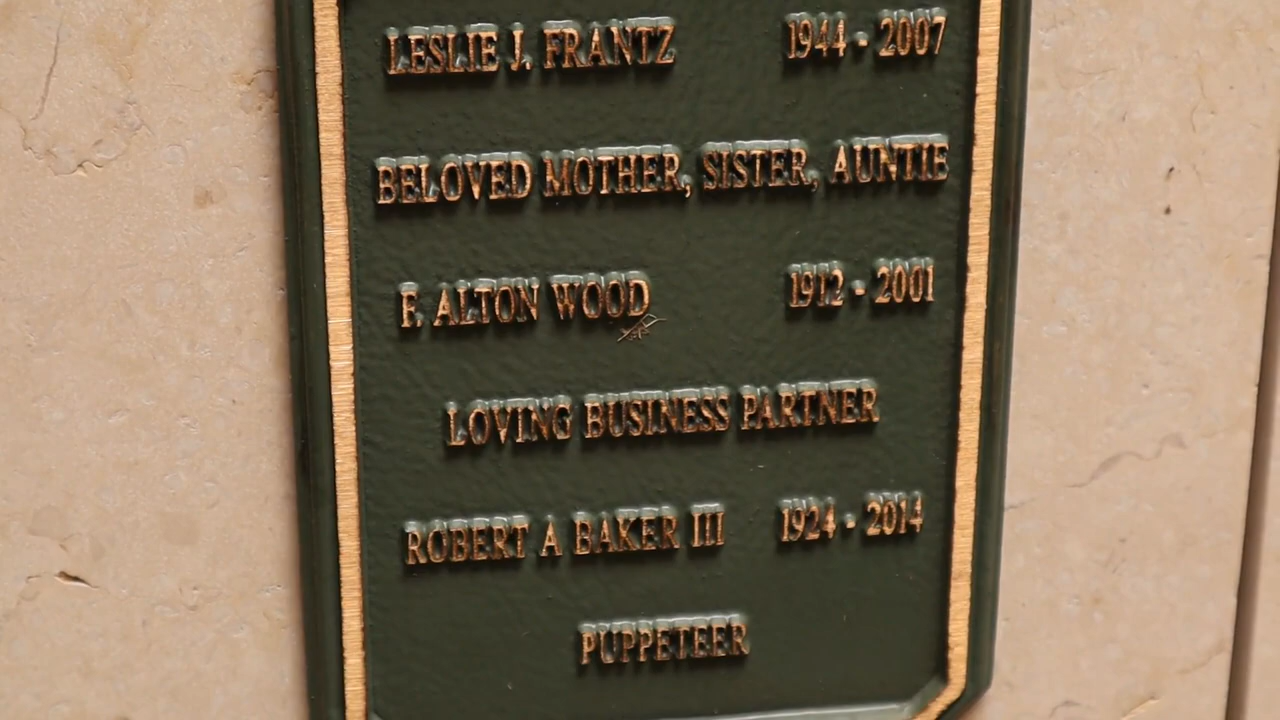 LESLIE J. FRANTZ 1944 - 2007
BELOVED MOTHER, SISTER, AUNTIE
F. ALTON WOOD 1912 - 2001
LOVING BUSINESS PARTNER
ROBERT A BAKER III 1924 - 2014
PUPPETEER